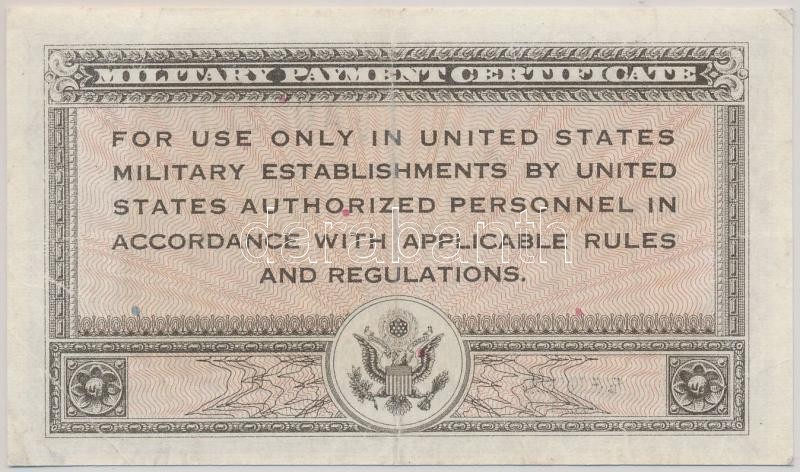 MILITARY PAYMENT CERTIFICATE
FOR USE ONLY IN UNITED STATES
MILITARY ESTABLISHMENTS BY UNITED
STATES AUTHORIZED PERSONNEL IN
ACCORDANCE WITH APPLICABLE RULES
AND REGULATIONS.
darabanth